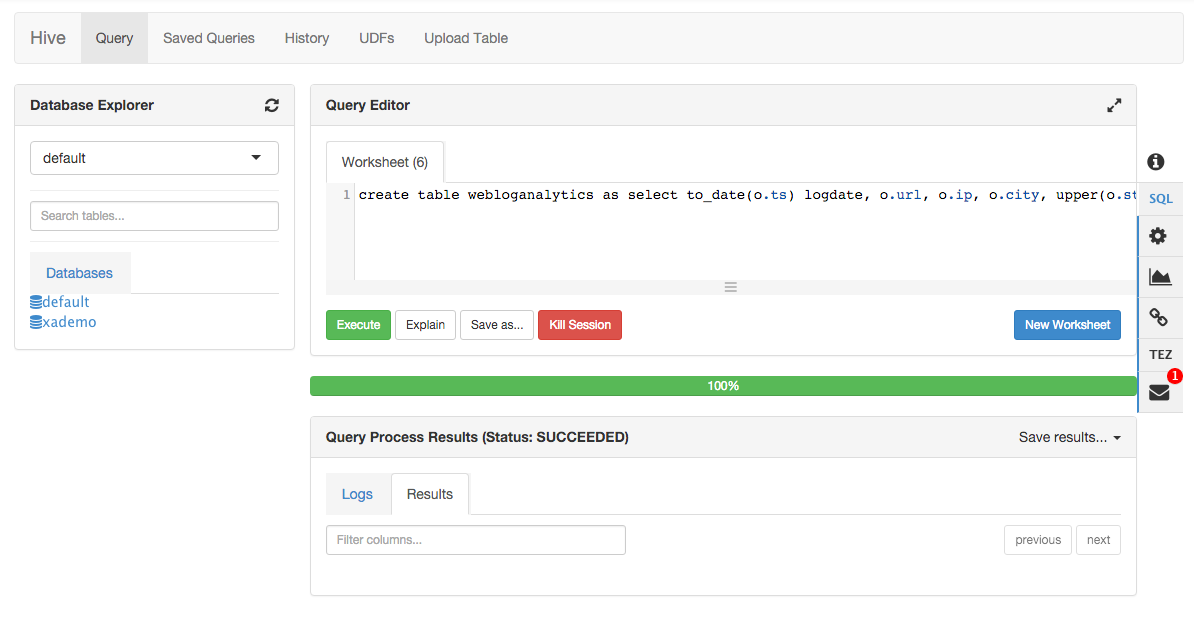 Hive Query Saved Queries History UDFs Upload Table
Database Explorer
default
Search tables...
Databases
default
xademo
Query Editor
Worksheet (6)
1 create table webloganalytics as select to_date(o.ts) logdate, o.url, o.ip, o.city, upper(o.st
Execute Explain Save as... Kill Session New Worksheet
100%
Query Process Results (Status: SUCCEEDED) Save results...
Logs Results
Filter columns... previous next
SQL
TEZ
1